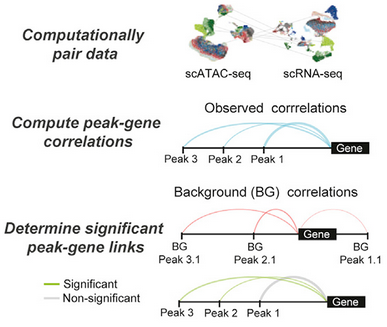 Computationally
pair data
scATAC-seq
scRNA-seq
Observed corrrelations
Compute peak-gene
correlations
Gene
Peak 3
Peak 2
Peak 1
Background (BG) correlations
Determine significant
peak-gene links
Gene
BG
Peak 3.1
BG
Peak 2.1
BG
Peak 1.1
Significant
Non-significant
Gene
Peak 3
Peak 2
Peak 1